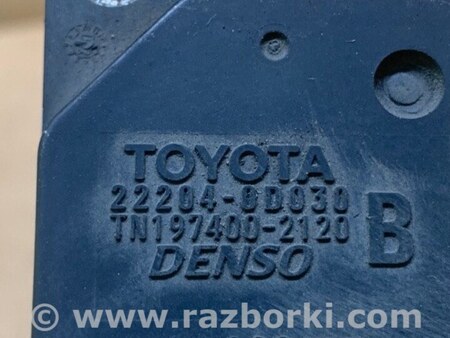 TOYOTA
22204-0D030
TN197400-2120
B
DENSO
© www.razborki.com